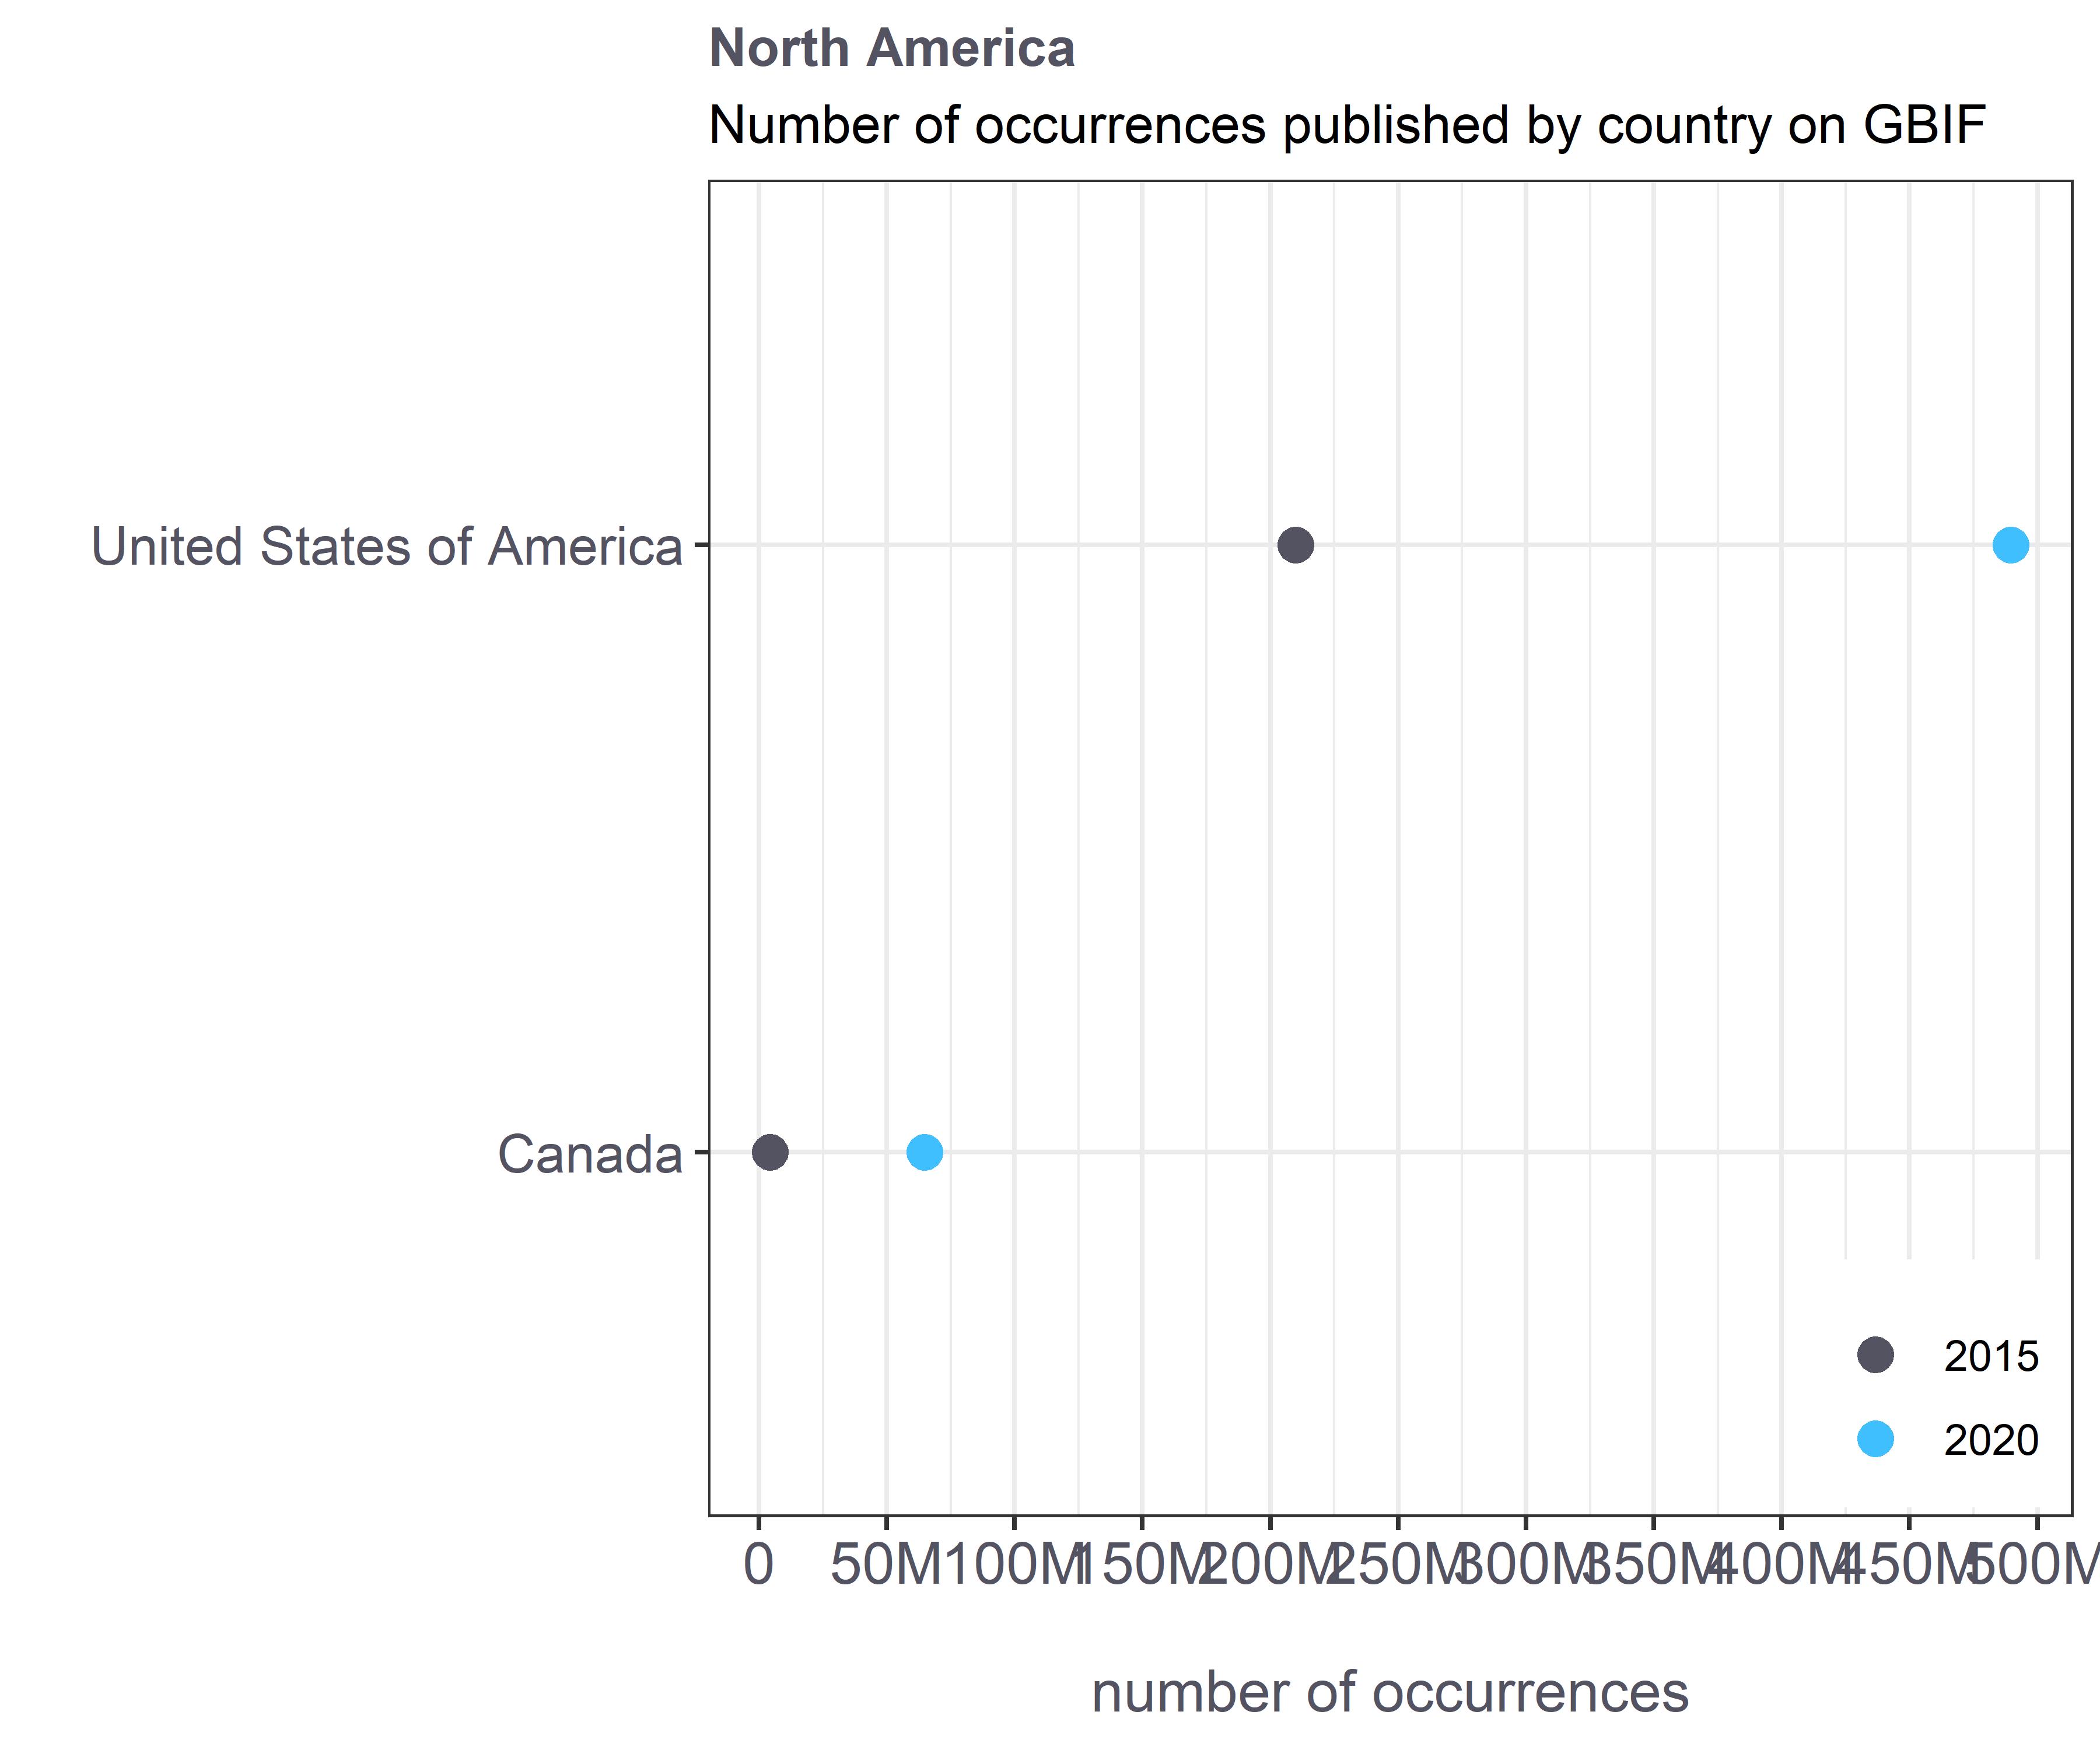 North America
Number of occurrences published by country on GBIF
United States of America
Canada
2015
2020
0 50M 100M 150M 200M 250M 300M 350M 400M 450M 500M
number of occurrences